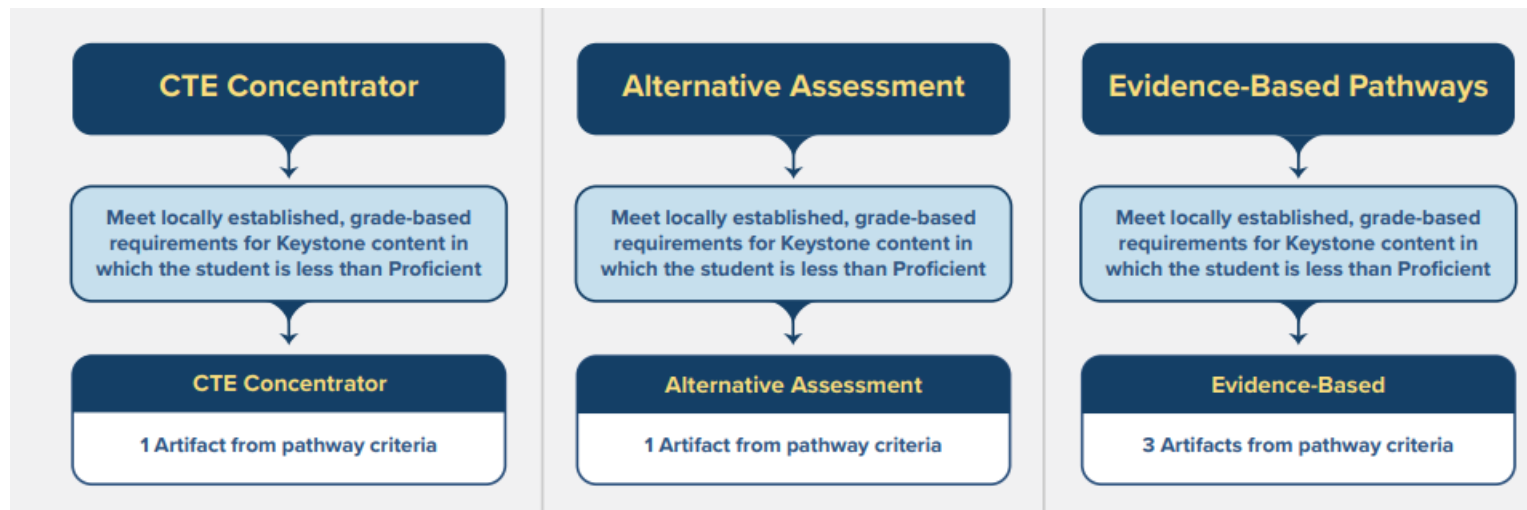 CTE Concentrator
Meet locally established, grade-based
requirements for Keystone content in
which the student is less than Proficient
CTE Concentrator
1 Artifact from pathway criteria
Alternative Assessment
Meet locally established, grade-based
requirements for Keystone content in
which the student is less than Proficient
Alternative Assessment
1 Artifact from pathway criteria
Evidence-Based Pathways
Meet locally established, grade-based
requirements for Keystone content in
which the student is less than Proficient
Evidence-Based
3 Artifacts from pathway criteria